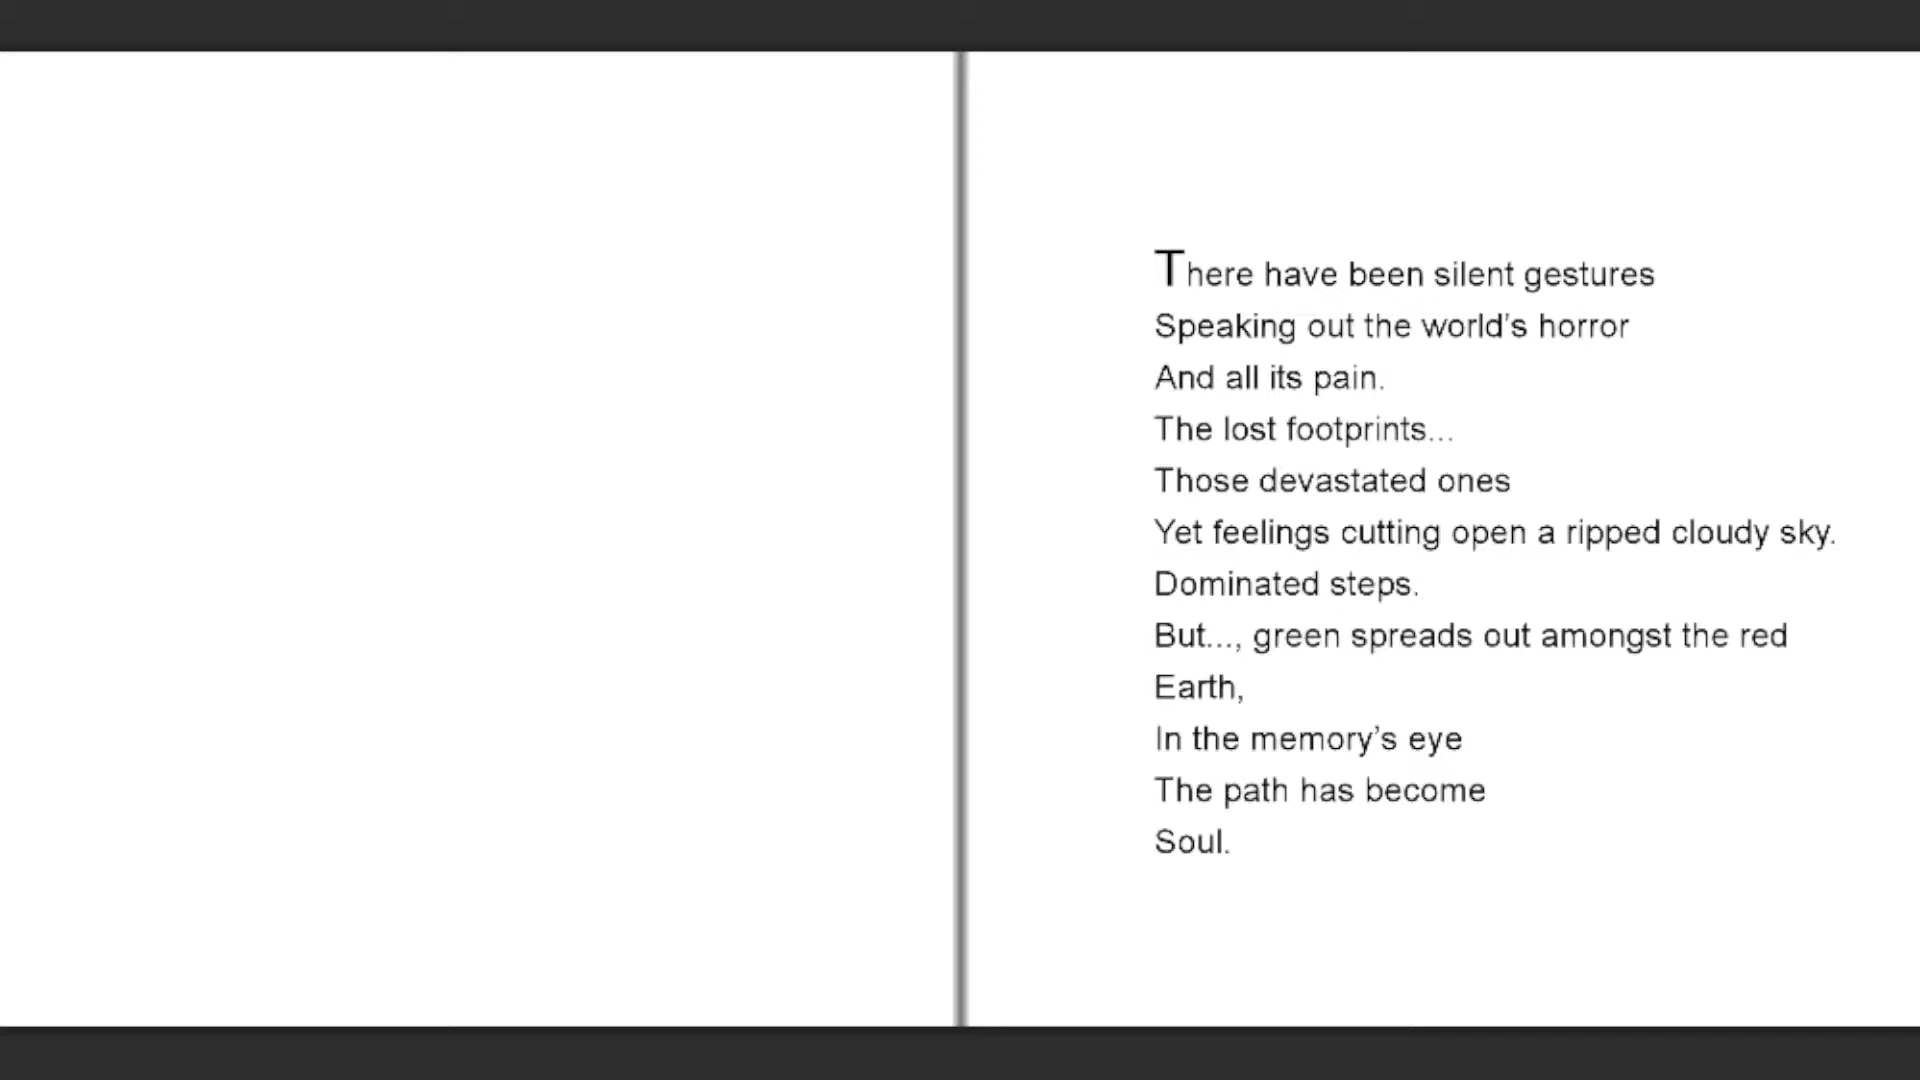 There have been silent gestures
Speaking out the world’s horror
And all its pain.
The lost footprints...
Those devastated ones
Yet feelings cutting open a ripped cloudy sky.
Dominated steps.
But..., green spreads out amongst the red
Earth,
In the memory’s eye
The path has become
Soul.